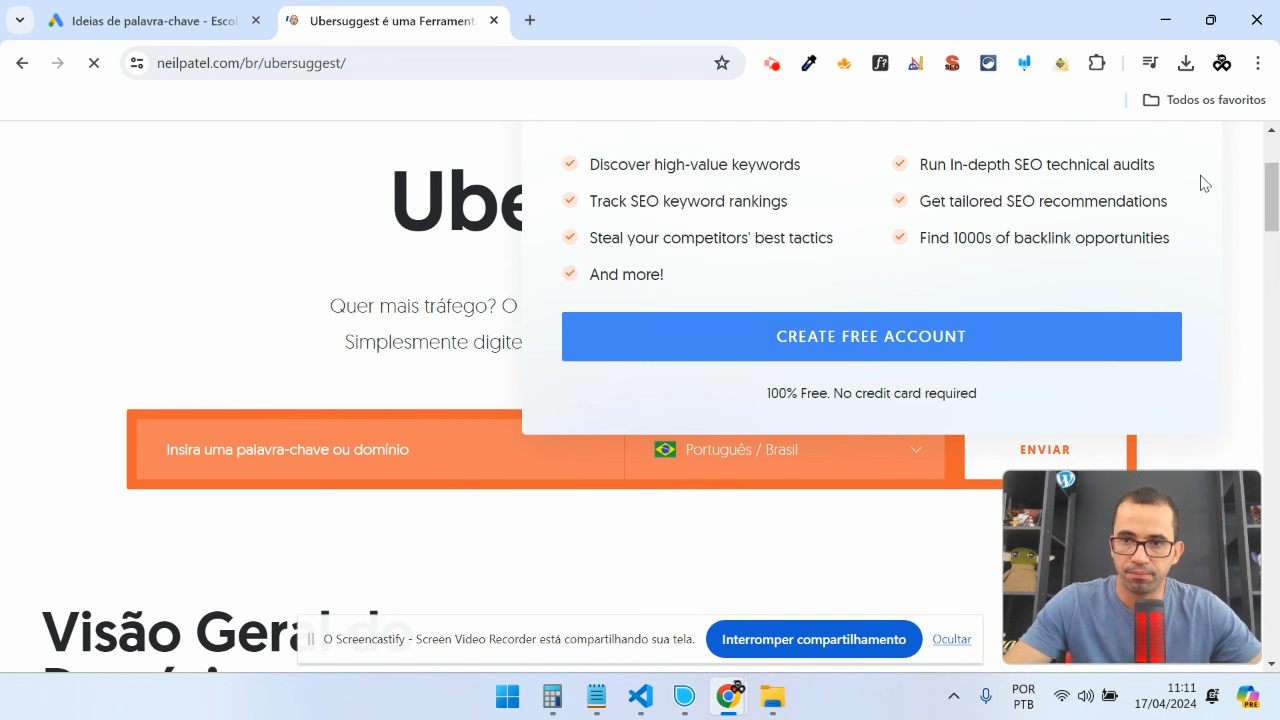 Ideias de palavra-chave - Escol
Ubersuggest é uma Ferrament
neilpatel.com/br/ubersuggest/
Todos os favoritos
Discover high-value keywords
Run In-depth SEO technical audits
Track SEO keyword rankings
Get tailored SEO recommendations
Steal your competitors' best tactics
Find 1000s of backlink opportunities
And more!
CREATE FREE ACCOUNT
100% Free. No credit card required
Ube
Quer mais tráfego? O
Simplesmente digite
Insira uma palavra-chave ou domínio
Português / Brasil
ENVIAR
Visão Geral do
O Screencastify - Screen Video Recorder está compartilhando sua tela.
Interromper compartilhamento
Ocultar
POR
PTB
11:11
17/04/2024
PRE